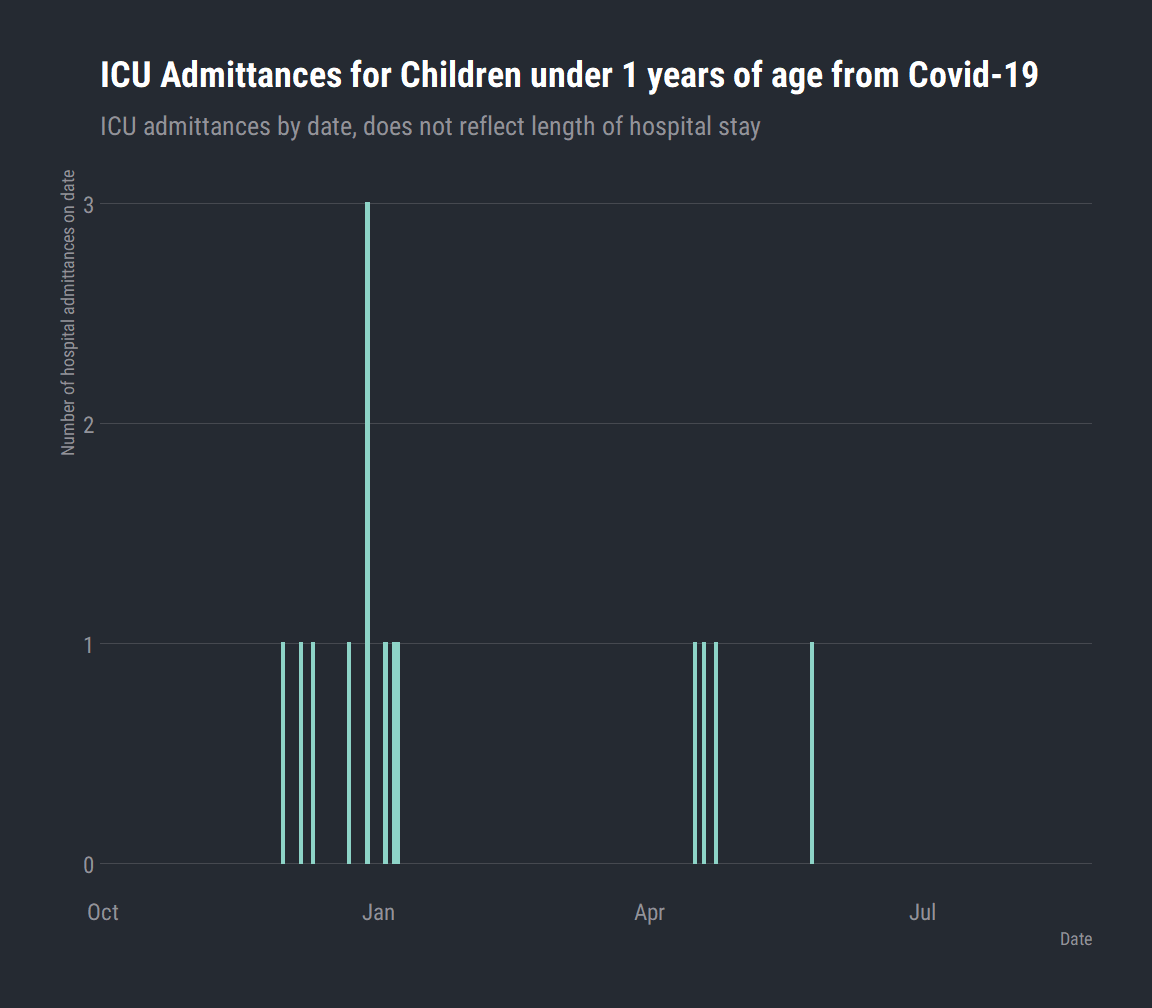 ICU Admittances for Children under 1 years of age from Covid-19
ICU admittances by date, does not reflect length of hospital stay
Number of hospital admittances on date
3
2
1
0
Oct Jan Apr Jul
Date